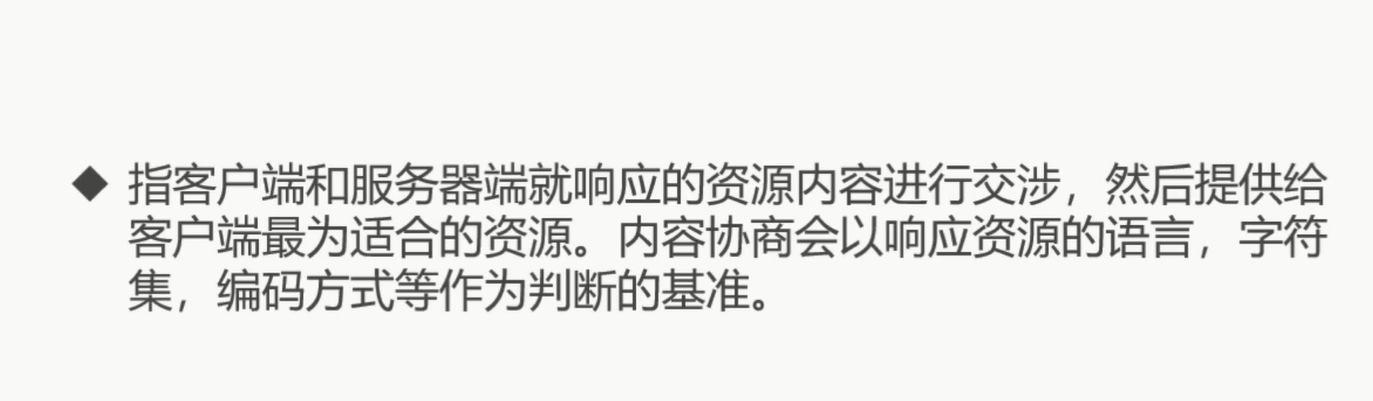 ◆ 指客户端和服务器端就响应的资源内容进行交涉，然后提供给
客户端最为适合的资源。内容协商会以响应资源的语言，字符
集，编码方式等作为判断的基准。